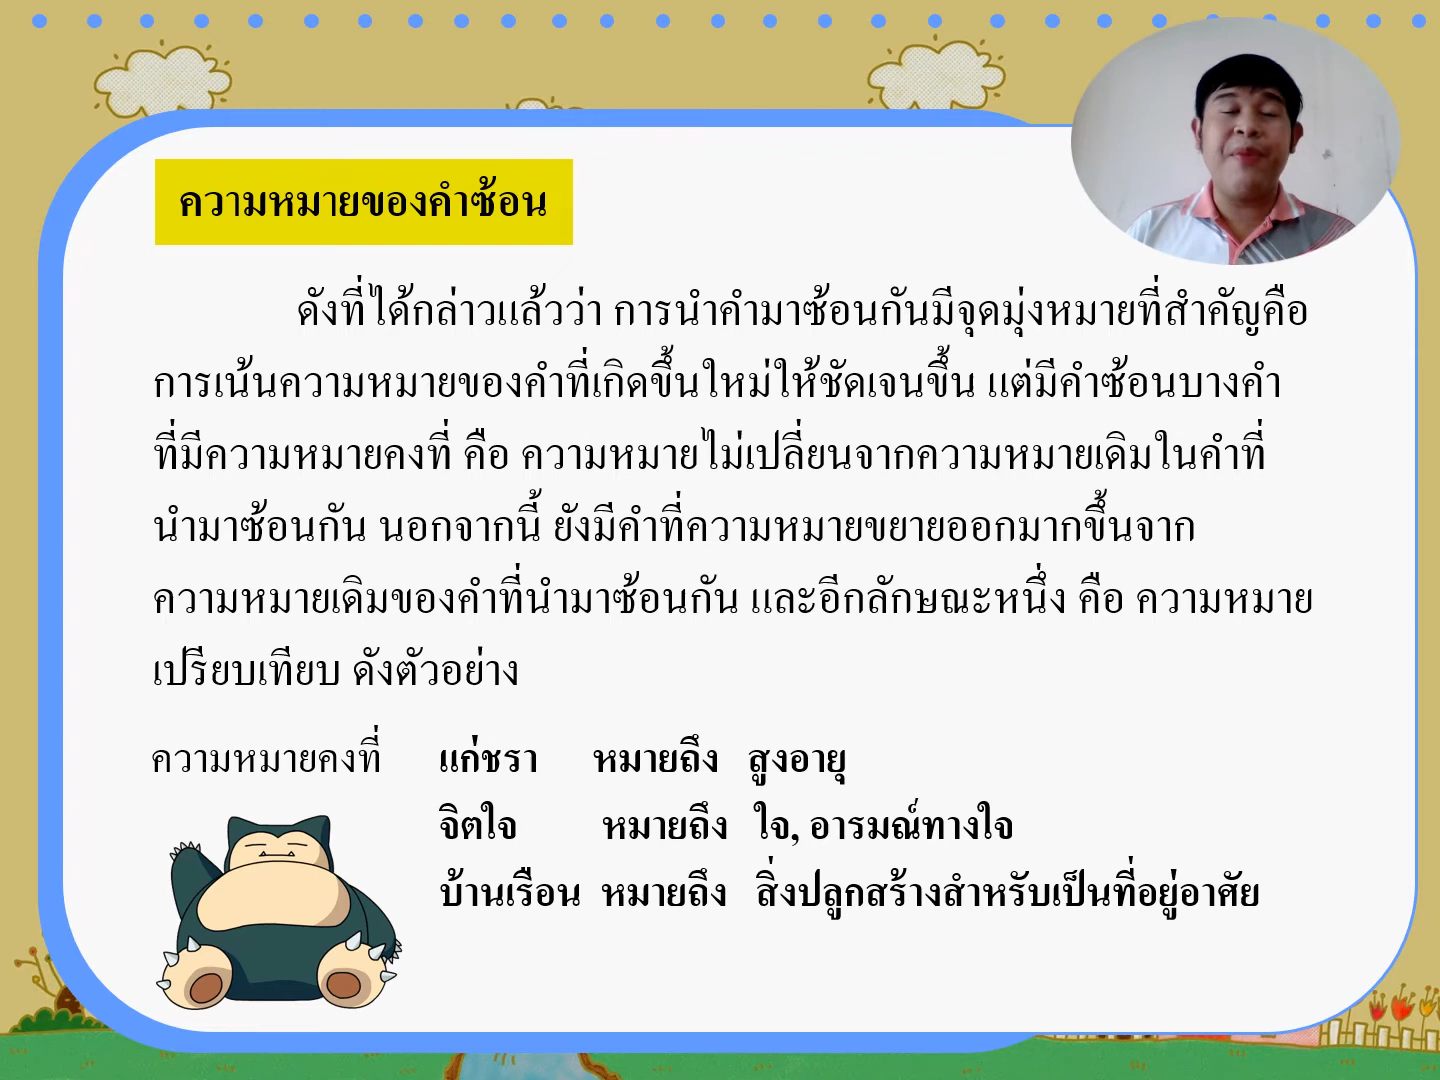 ความหมายของคำซ้อน
ดังที่ได้กล่าวแล้วว่า การนำคำมาซ้อนกันมีจุดมุ่งหมายที่สำคัญคือ
การเน้นความหมายของคำที่เกิดขึ้นใหม่ให้ชัดเจนขึ้น แต่มีคำซ้อนบางคำ
ที่มีความหมายคงที่ คือ ความหมายไม่เปลี่ยนจากความหมายเดิมในคำที่
นำมาซ้อนกัน นอกจากนี้ ยังมีคำที่ความหมายขยายออกมากขึ้นจาก
ความหมายเดิมของคำที่นำมาซ้อนกัน และอีกลักษณะหนึ่ง คือ ความหมาย
เปรียบเทียบ ดังตัวอย่าง
ความหมายคงที่ แก่ชรา หมายถึง สูงอายุ
จิตใจ หมายถึง ใจ, อารมณ์ทางใจ
บ้านเรือน หมายถึง สิ่งปลูกสร้างสำหรับเป็นที่อยู่อาศัย